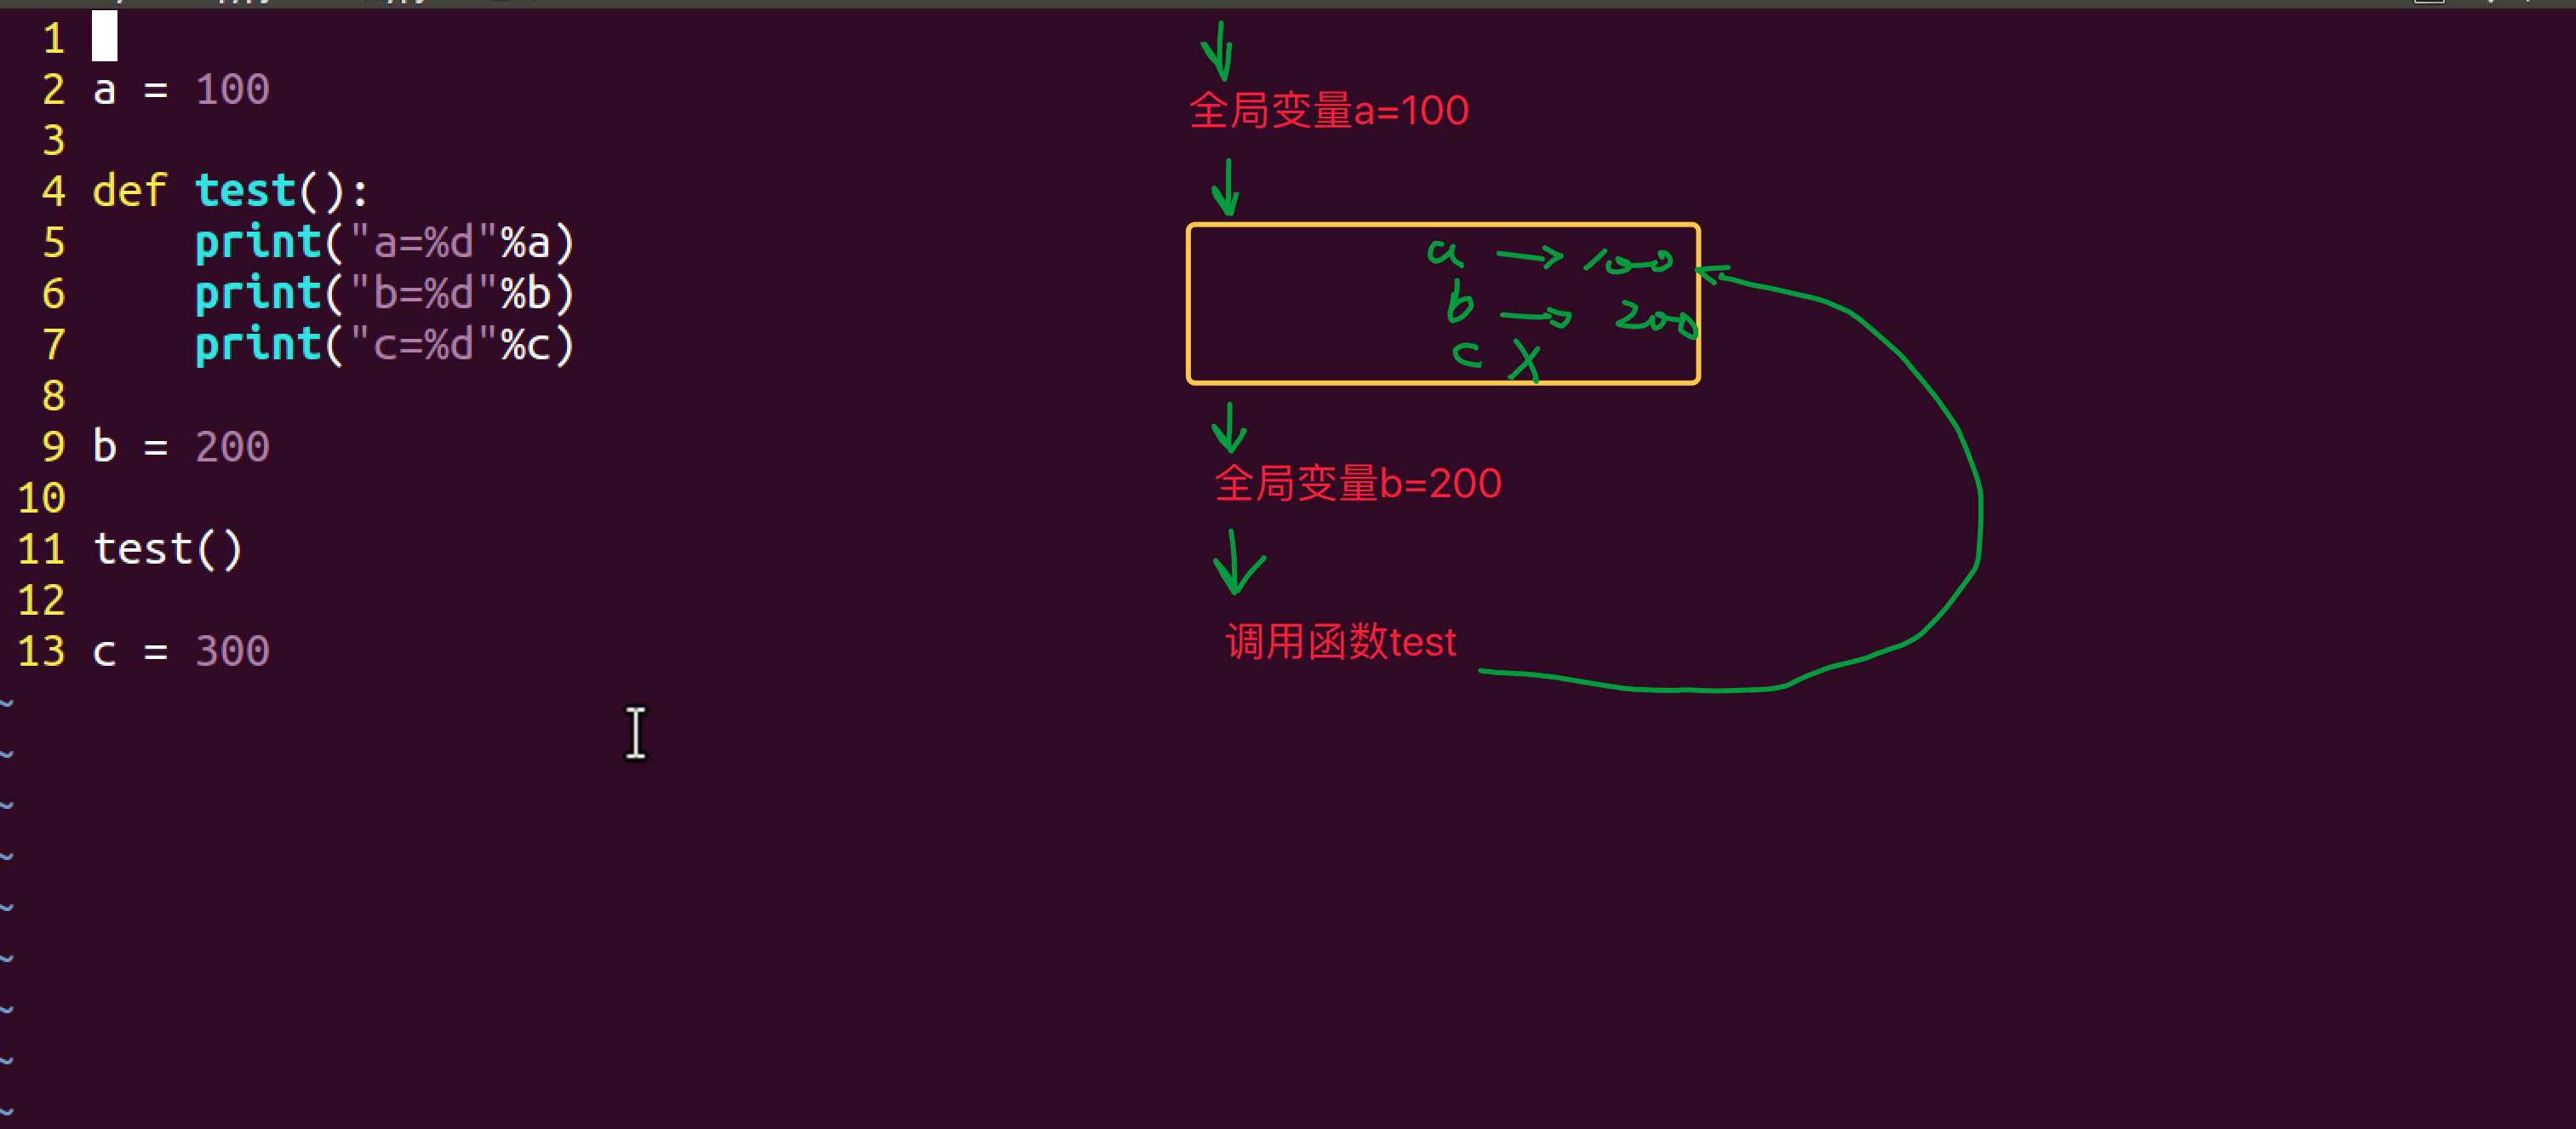 1
2 a = 100
3
4 def test():
5     print("a=%d"%a)
6     print("b=%d"%b)
7     print("c=%d"%c)
8
9 b = 200
10
11 test()
12
13 c = 300
~
~
~
~
~
~
~
~
~
全局变量a=100
a → 100
b → 200
c X
全局变量b=200
调用函数test